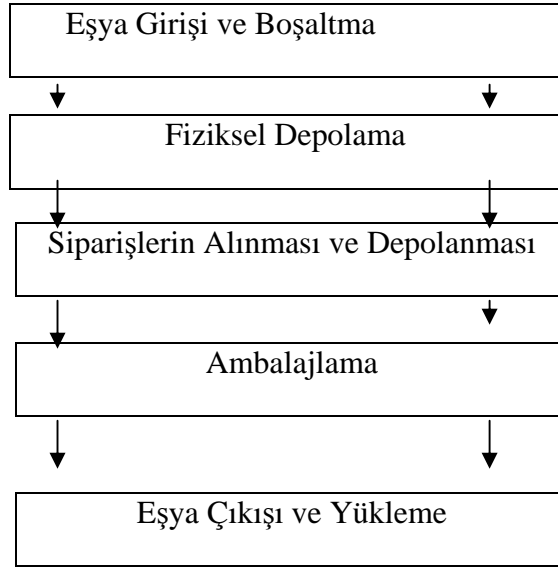 Eşya Girişi ve Boşaltma
Fiziksel Depolama
Siparişlerin Alınması ve Depolanması
Ambalajlama
Eşya Çıkışı ve Yükleme